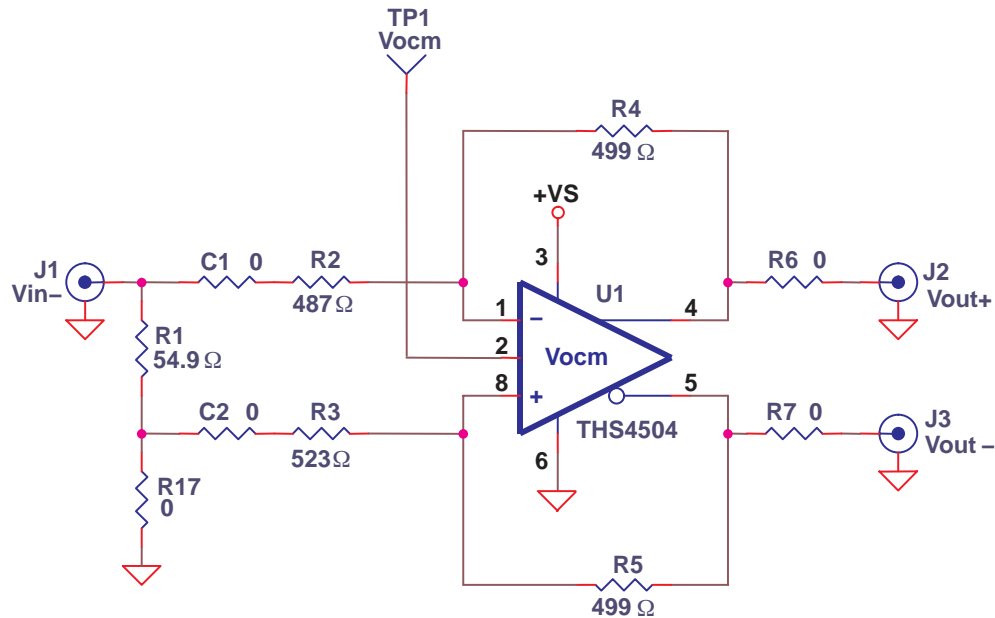 TP1
Vocm
R4
499 Ω
+VS
3
J1
Vin–
C1 0
R2
487 Ω
R6 0
J2
Vout+
U1
1
–
4
R1
54.9 Ω
2
Vocm
8
+
5
C2 0
R3
523 Ω
THS4504
R7 0
J3
Vout –
6
R17
0
R5
499 Ω